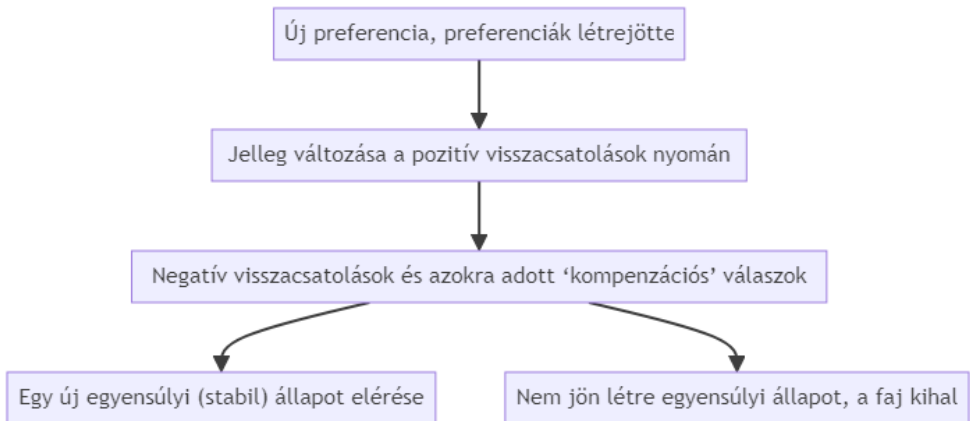 Új preferencia, preferenciák létrejötte
Jelleg változása a pozitív visszacsatolások nyomán
Negatív visszacsatolások és azokra adott ‘kompenzációs’ válaszok
Egy új egyensúlyi (stabil) állapot elérése
Nem jön létre egyensúlyi állapot, a faj kihal